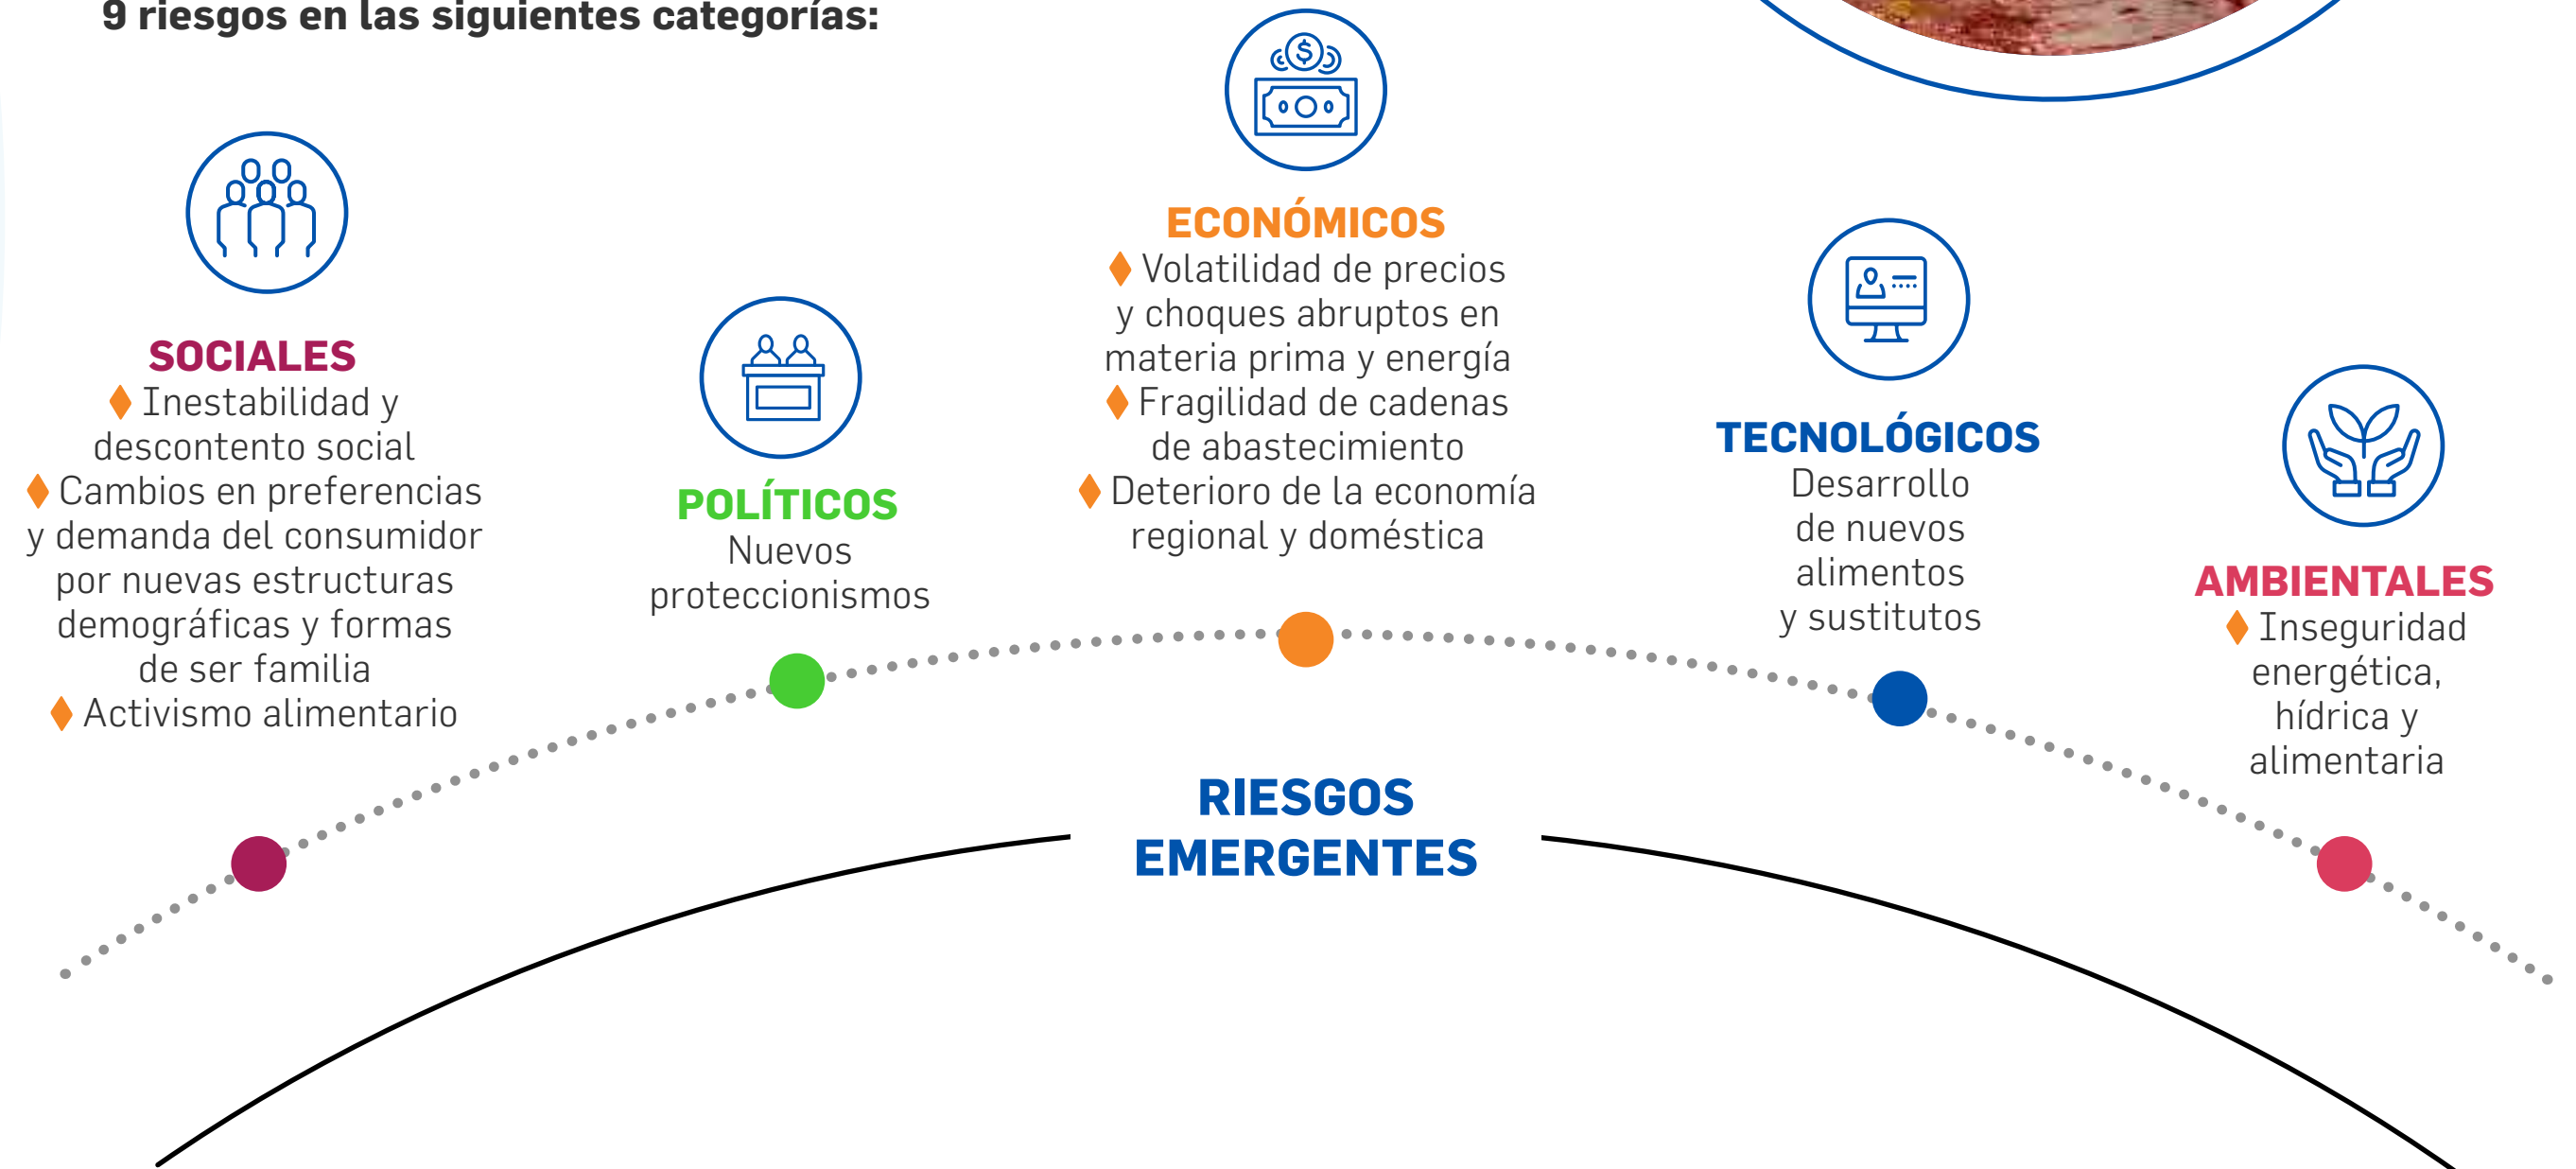 9 riesgos en las siguientes categorías:
SOCIALES
Inestabilidad y
descontento social
Cambios en preferencias
y demanda del consumidor
por nuevas estructuras
demográficas y formas
de ser familia
Activismo alimentario
POLÍTICOS
Nuevos
proteccionismos
ECONÓMICOS
Volatilidad de precios
y choques abruptos en
materia prima y energía
Fragilidad de cadenas
de abastecimiento
Deterioro de la economía
regional y doméstica
TECNOLÓGICOS
Desarrollo
de nuevos
alimentos
y sustitutos
AMBIENTALES
Inseguridad
energética,
hídrica y
alimentaria
RIESGOS
EMERGENTES